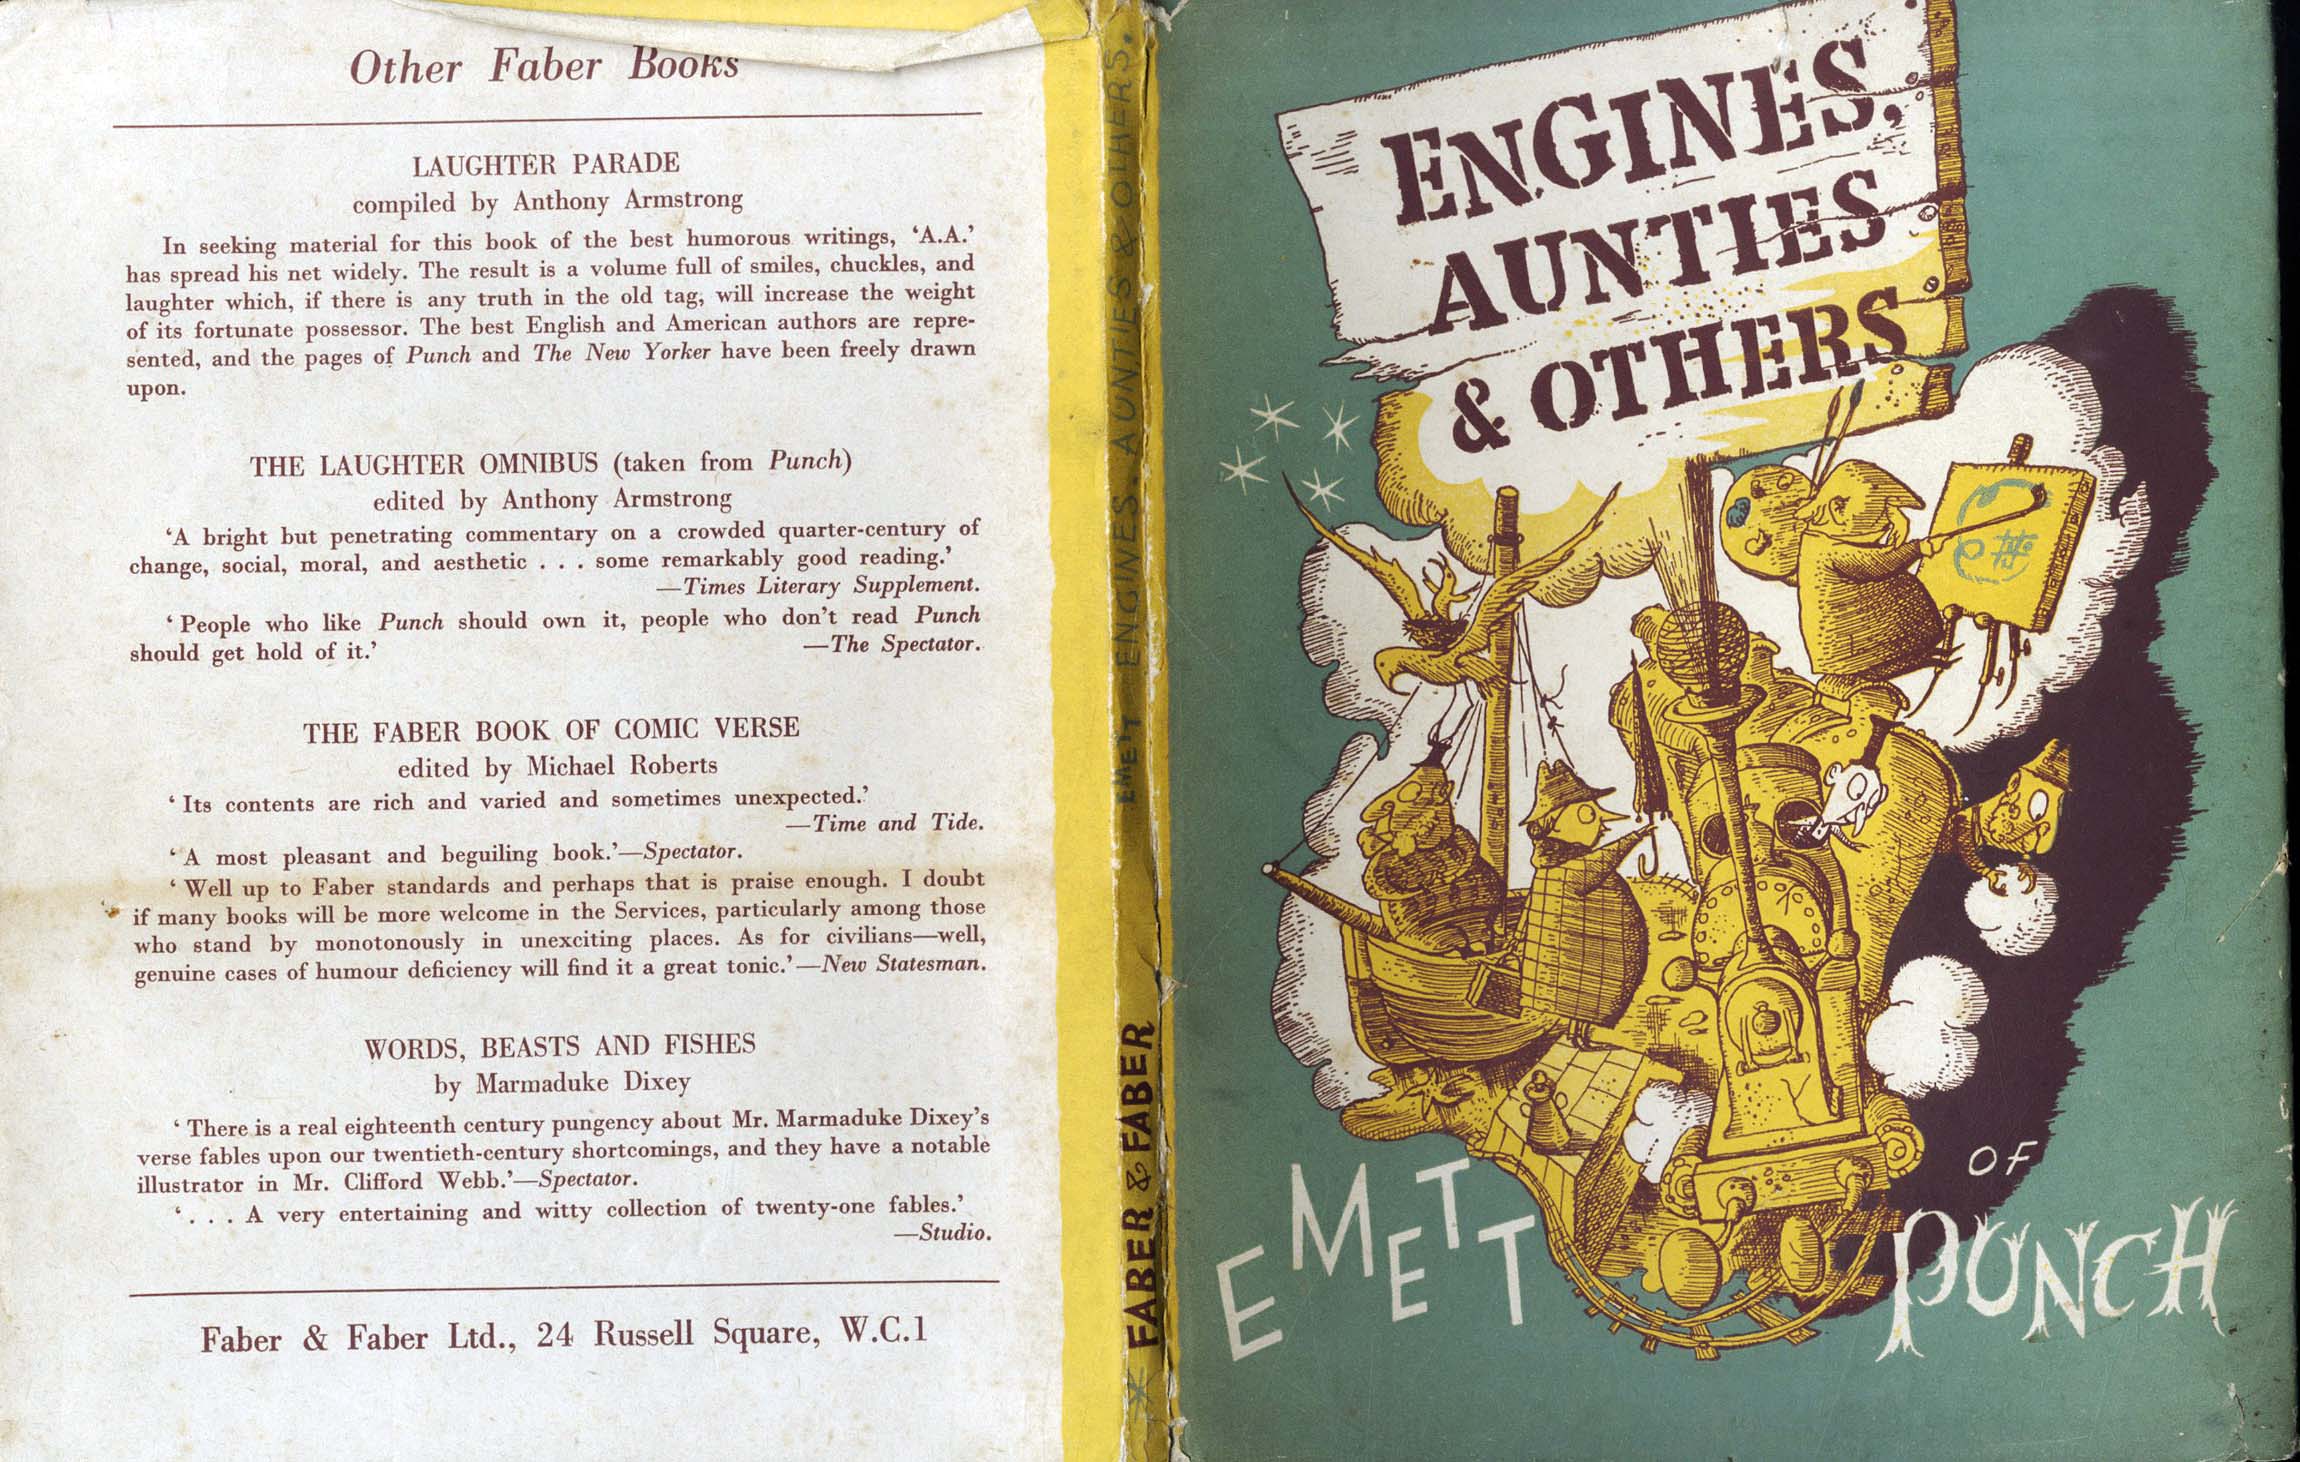 Other Faber Books
LAUGHTER PARADE
compiled by Anthony Armstrong
In seeking material for this book of the best humorous writings, ‘A.A.’
has spread his net widely. The result is a volume full of smiles, chuckles, and
laughter which, if there is any truth in the old tag, will increase the weight
of its fortunate possessor. The best English and American authors are repre-
sented, and the pages of Punch and The New Yorker have been freely drawn
upon.
THE LAUGHTER OMNIBUS (taken from Punch)
edited by Anthony Armstrong
‘A bright but penetrating commentary on a crowded quarter-century of
change, social, moral, and aesthetic . . . some remarkably good reading.’
—Times Literary Supplement.
‘People who like Punch should own it, people who don’t read Punch
should get hold of it.’ —The Spectator.
THE FABER BOOK OF COMIC VERSE
edited by Michael Roberts
‘Its contents are rich and varied and sometimes unexpected.’
—Time and Tide.
‘A most pleasant and beguiling book.’—Spectator.
‘Well up to Faber standards and perhaps that is praise enough. I doubt
if many books will be more welcome in the Services, particularly among those
who stand by monotonously in unexciting places. As for civilians—well,
genuine cases of humour deficiency will find it a great tonic.’—New Statesman.
WORDS, BEASTS AND FISHES
by Marmaduke Dixey
‘There is a real eighteenth century pungency about Mr. Marmaduke Dixey’s
verse fables upon our twentieth-century shortcomings, and they have a notable
illustrator in Mr. Clifford Webb.’—Spectator.
‘. . . A very entertaining and witty collection of twenty-one fables.’
—Studio.
Faber & Faber Ltd., 24 Russell Square, W.C.1
EMETT ENGINES, AUNTIES & OTHERS.
FABER & FABER
ENGINES,
AUNTIES
& OTHERS
EMETT
OF
PUNCH